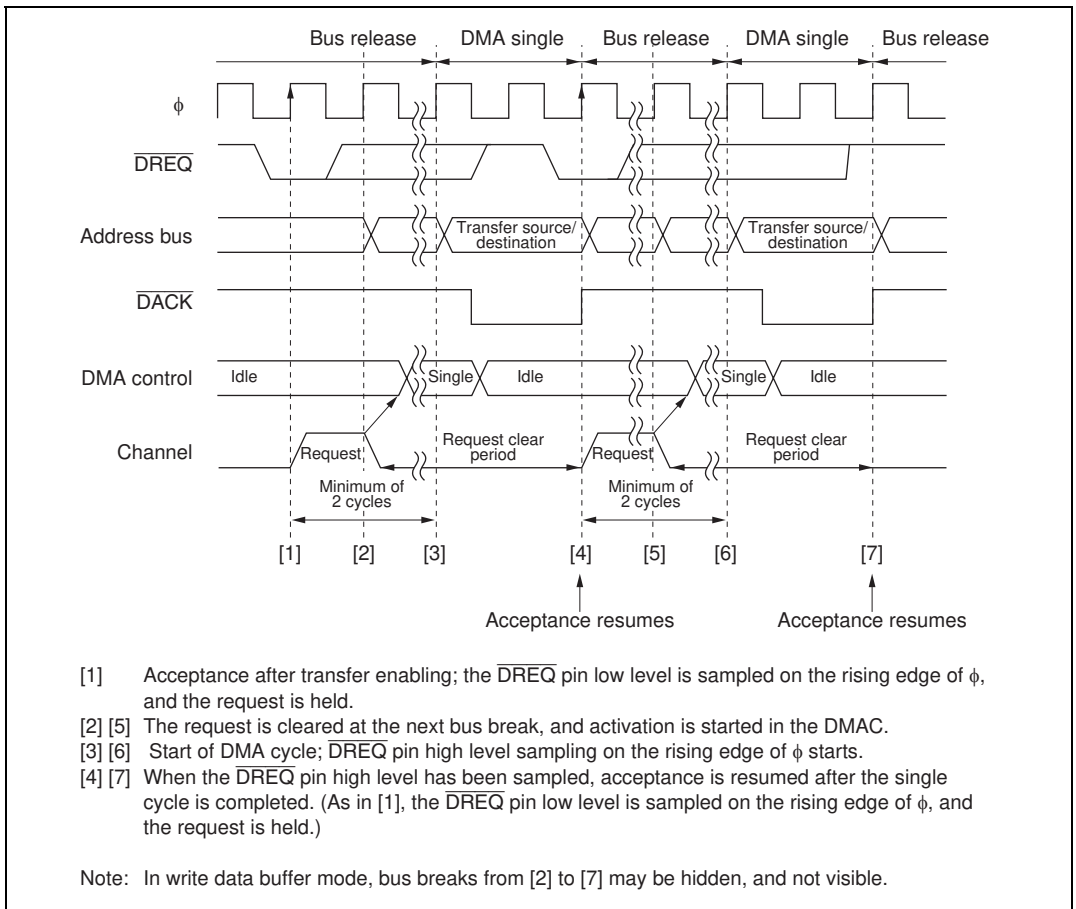 Bus release DMA single Bus release DMA single Bus release
ϕ
DREQ
Address bus
Transfer source/
destination
Transfer source/
destination
DACK
DMA control
Idle Single Idle Single Idle
Channel
Request
Request clear
period
Request
Request clear
period
Minimum of
2 cycles
Minimum of
2 cycles
[1] [2] [3] [4] [5] [6] [7]
Acceptance resumes Acceptance resumes
[1] Acceptance after transfer enabling; the DREQ pin low level is sampled on the rising edge of ϕ,
and the request is held.
[2] [5] The request is cleared at the next bus break, and activation is started in the DMAC.
[3] [6] Start of DMA cycle; DREQ pin high level sampling on the rising edge of ϕ starts.
[4] [7] When the DREQ pin high level has been sampled, acceptance is resumed after the single
cycle is completed. (As in [1], the DREQ pin low level is sampled on the rising edge of ϕ, and
the request is held.)
Note: In write data buffer mode, bus breaks from [2] to [7] may be hidden, and not visible.